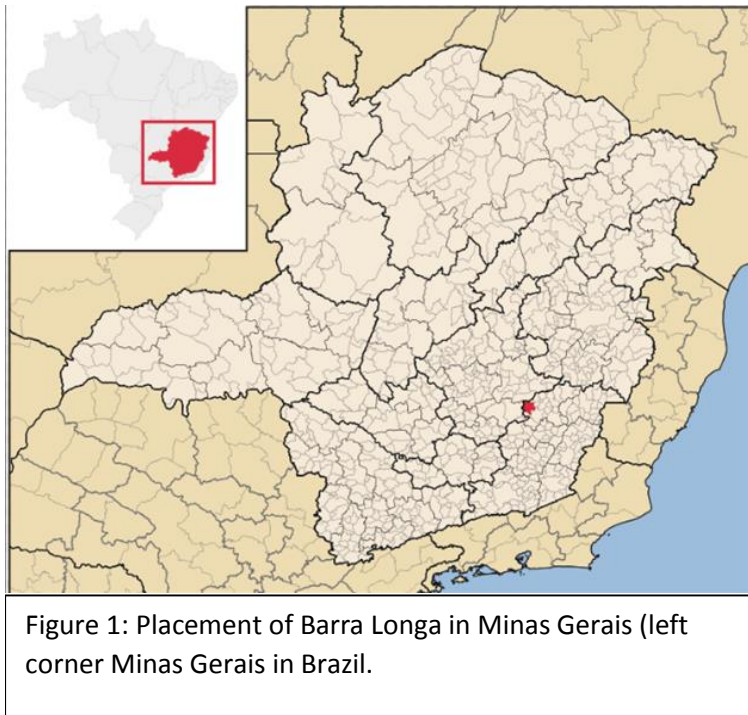 Figure 1: Placement of Barra Longa in Minas Gerais (left
corner Minas Gerais in Brazil.